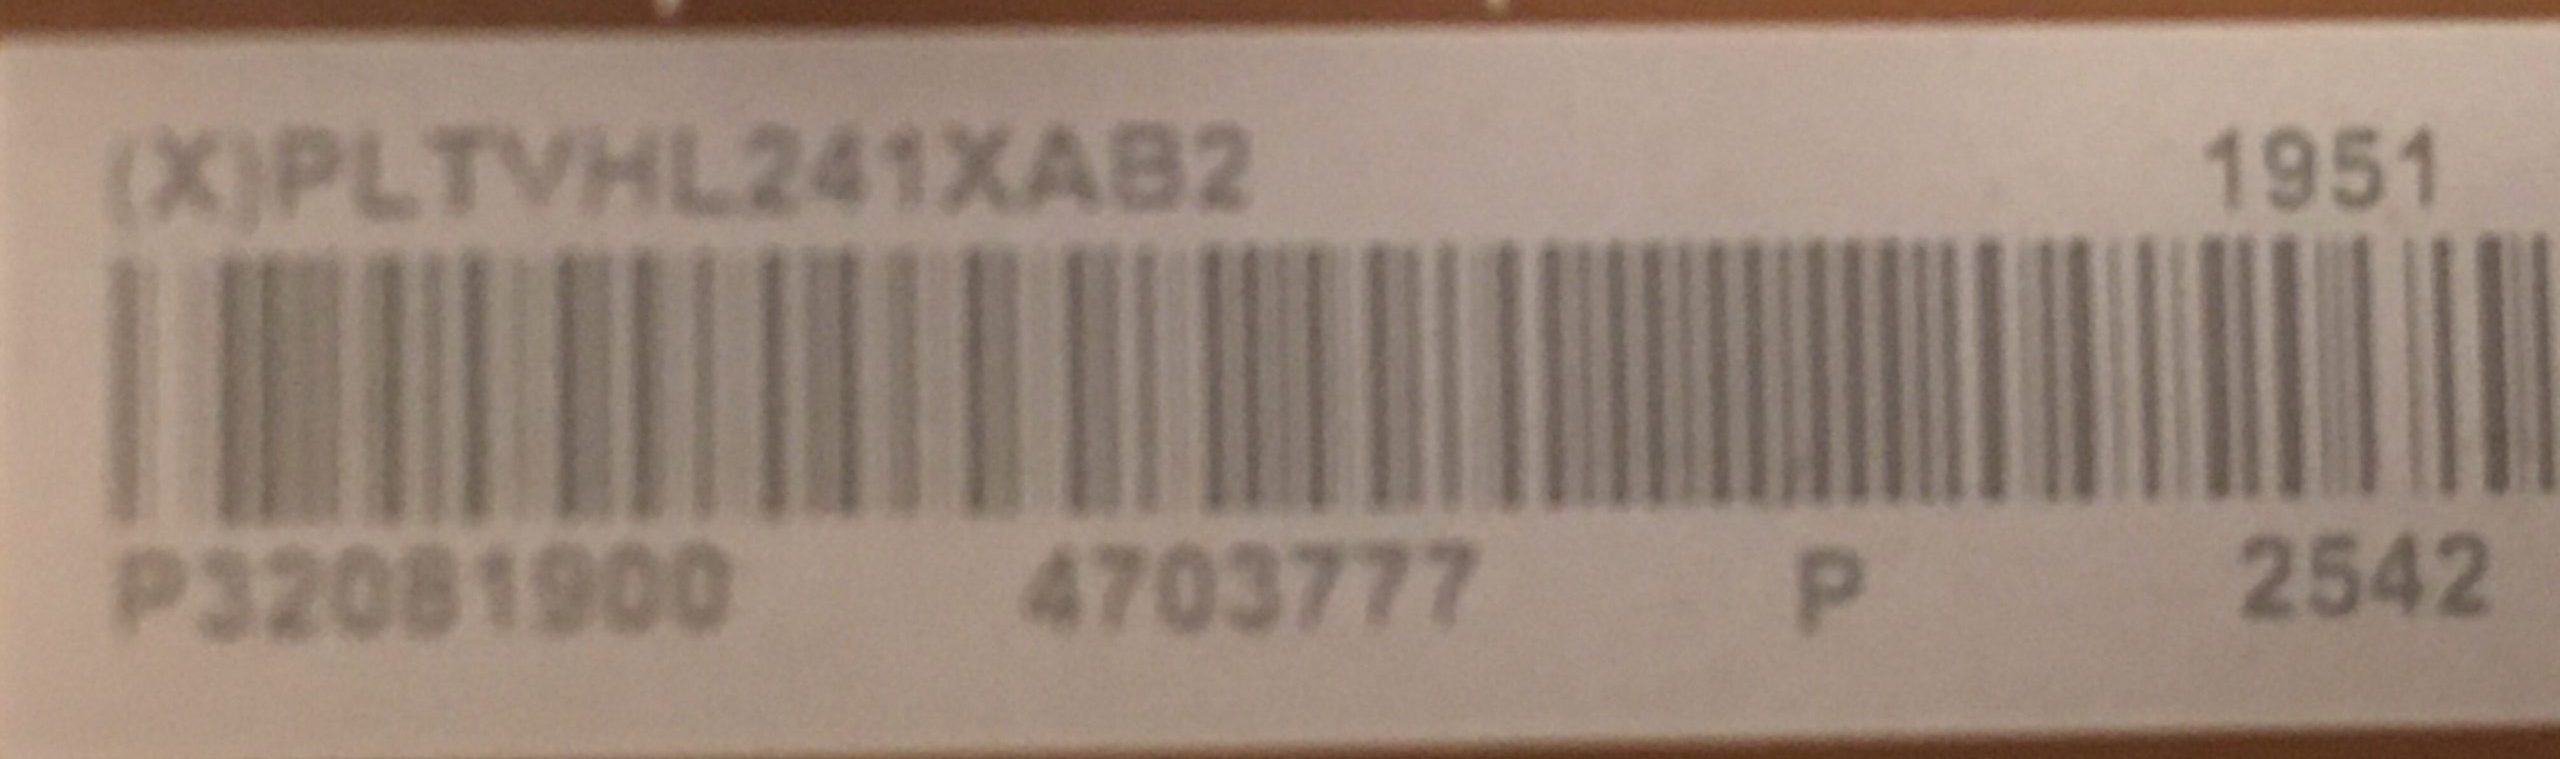 (X)PLTVHL241XAB2 1951
P32081900 4703777 P 2542